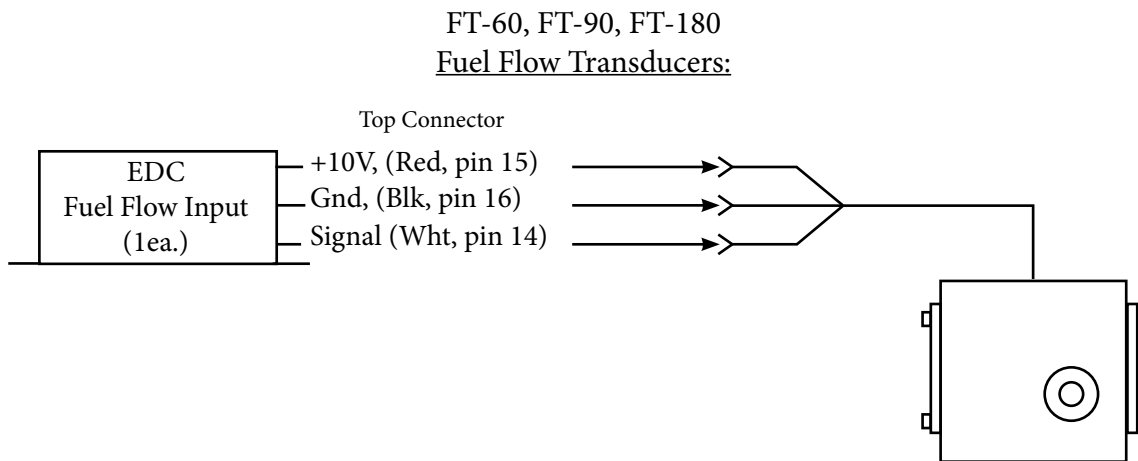 FT-60, FT-90, FT-180
Fuel Flow Transducers:
Top Connector
EDC
Fuel Flow Input
(1ea.)
+10V, (Red, pin 15)
Gnd, (Blk, pin 16)
Signal (Wht, pin 14)